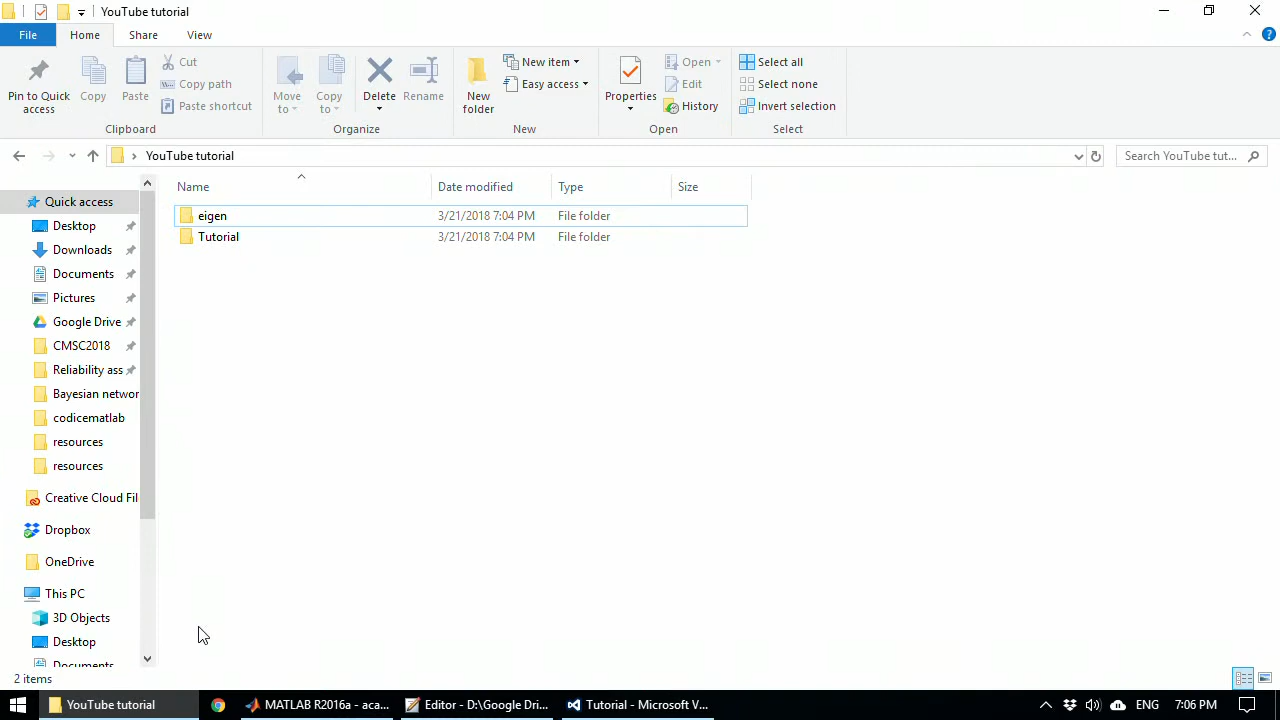 YouTube tutorial
File Home Share View
Pin to Quick access
Copy
Paste
Cut
Copy path
Paste shortcut
Clipboard
Move to
Copy to
Delete
Rename
Organize
New folder
New item
Easy access
New
Properties
Open
Edit
History
Open
Select all
Select none
Invert selection
Select
YouTube tutorial
Search YouTube tut...
Name Date modified Type Size
eigen 3/21/2018 7:04 PM File folder
Tutorial 3/21/2018 7:04 PM File folder
Quick access
Desktop
Downloads
Documents
Pictures
Google Drive
CMSC2018
Reliability ass
Bayesian networ
codicematlab
resources
resources
Creative Cloud Fil
Dropbox
OneDrive
This PC
3D Objects
Desktop
Documents
2 items
YouTube tutorial
MATLAB R2016a - aca...
Editor - D:\Google Dri...
Tutorial - Microsoft V...
ENG
7:06 PM